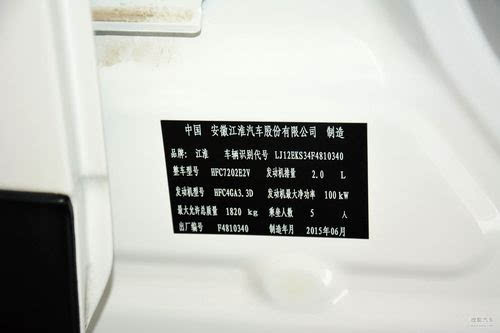 中国 安徽江淮汽车股份有限公司 制造
品牌: 江淮 车辆识别代号 LJ12EKS34F4810340
整车型号 HFC7202E2V 发动机排量 2.0 L
发动机型号 HFC4GA3.3D 发动机最大净功率 100 kW
最大允许总质量 1820 kg 乘坐人数 5 人
出厂编号 F4810340 制造年月 2015年06月
搜狐汽车